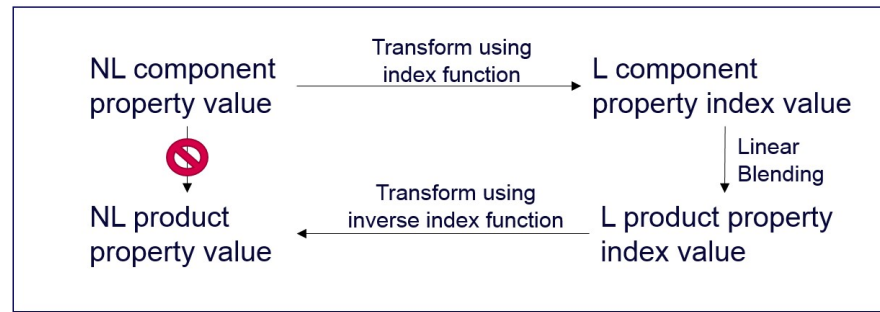 Transform using
index function
NL component
property value
L component
property index value
Linear
Blending
Transform using
inverse index function
NL product
property value
L product property
index value